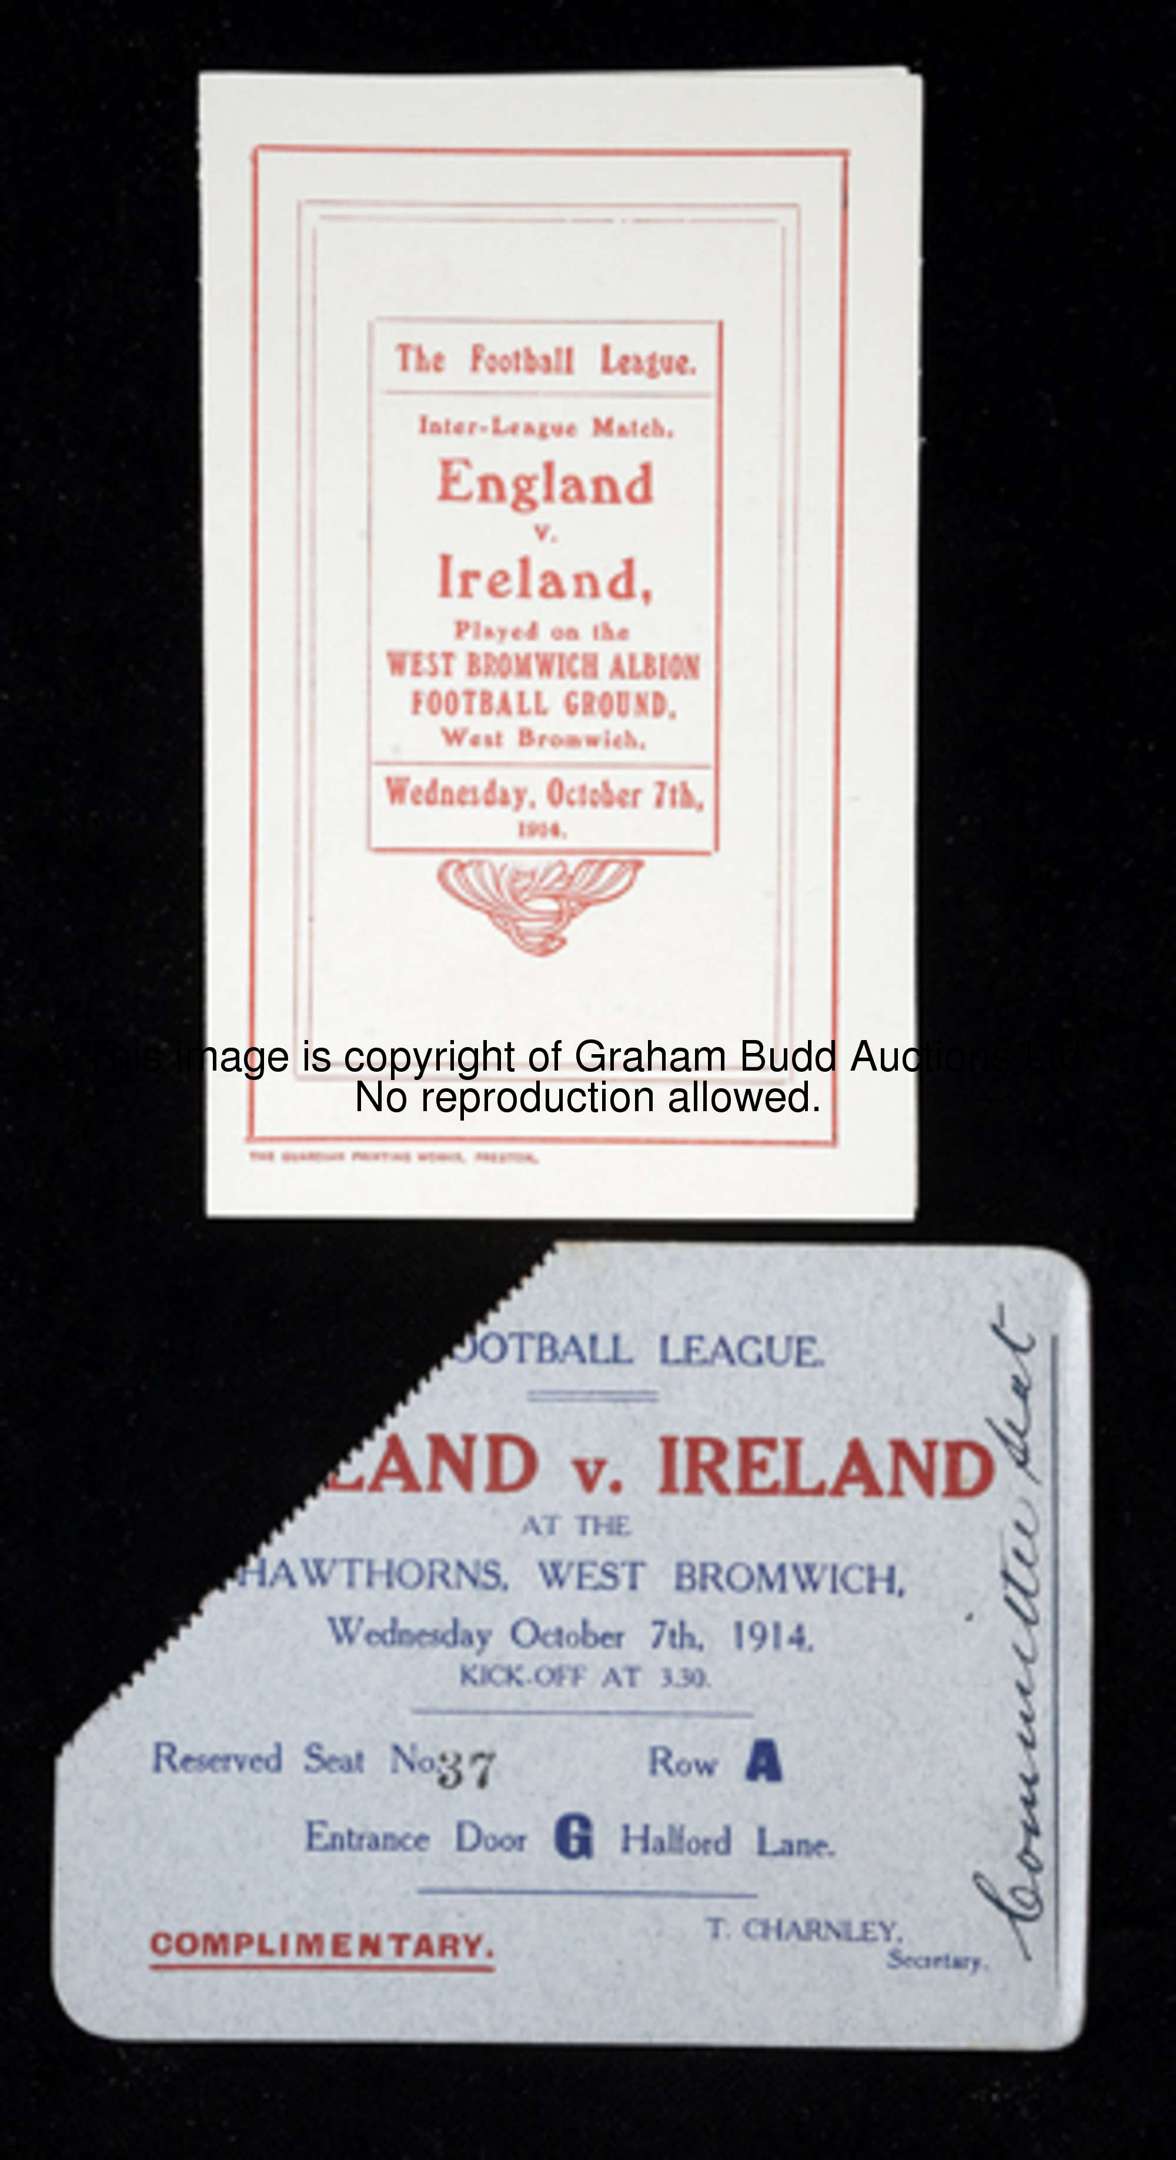 The Football League.
Inter-League Match.
England
v.
Ireland,
Played on the
WEST BROMWICH ALBION
FOOTBALL GROUND,
West Bromwich.
Wednesday, October 7th,
1914.
This image is copyright of Graham Budd Auctions
No reproduction allowed.
THE GUARDIAN PRINTING WORKS, PRESTON.
OOTBALL LEAGUE.
LAND v. IRELAND
AT THE
HAWTHORNS, WEST BROMWICH,
Wednesday October 7th, 1914.
KICK-OFF AT 3.30.
Reserved Seat No. 37 Row A
Entrance Door G Halford Lane.
COMPLIMENTARY.
T. CHARNLEY,
Secretary.
Committee Seat